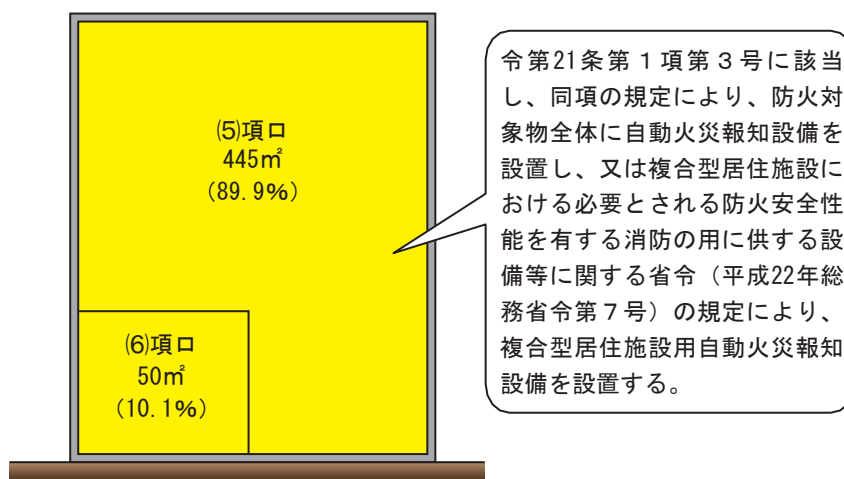 ⑸項ロ
445㎡
(89.9%)
⑹項ロ
50㎡
(10.1%)
令第21条第1項第3号に該当
し、同項の規定により、防火対
象物全体に自動火災報知設備を
設置し、又は複合型居住施設に
おける必要とされる防火安全性
能を有する消防の用に供する設
備等に関する省令(平成22年総
務省令第7号)の規定により、
複合型居住施設用自動火災報知
設備を設置する。